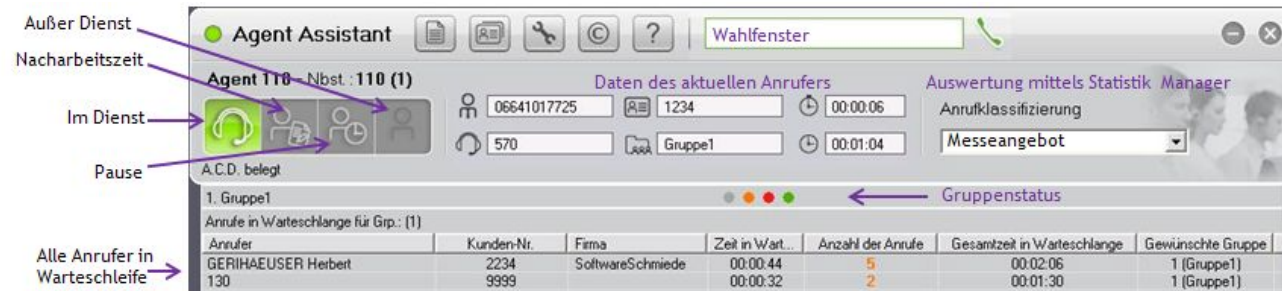 Außer Dienst
Nacharbeitszeit
Im Dienst
Pause
Alle Anrufer in
Warteschleife
Agent Assistant
©
?
Wahlfenster
Agent 110 - Nbst.: 110 (1)
Daten des aktuellen Anrufers
Auswertung mittels Statistik Manager
06641017725
1234
00:00:06
Anrufklassifizierung
570
Gruppe1
00:01:04
Messeangebot
A.C.D. belegt
1. Gruppe1
Gruppenstatus
Anrufe in Warteschlange für Grp.: (1)
Anrufer Kunden-Nr. Firma Zeit in Wart... Anzahl der Anrufe Gesamtzeit in Warteschlange Gewünschte Gruppe
GERIHAEUSER Herbert 2234 SoftwareSchmiede 00:00:44 5 00:02:06 1 (Gruppe1)
130 9999 00:00:32 2 00:01:30 1 (Gruppe1)